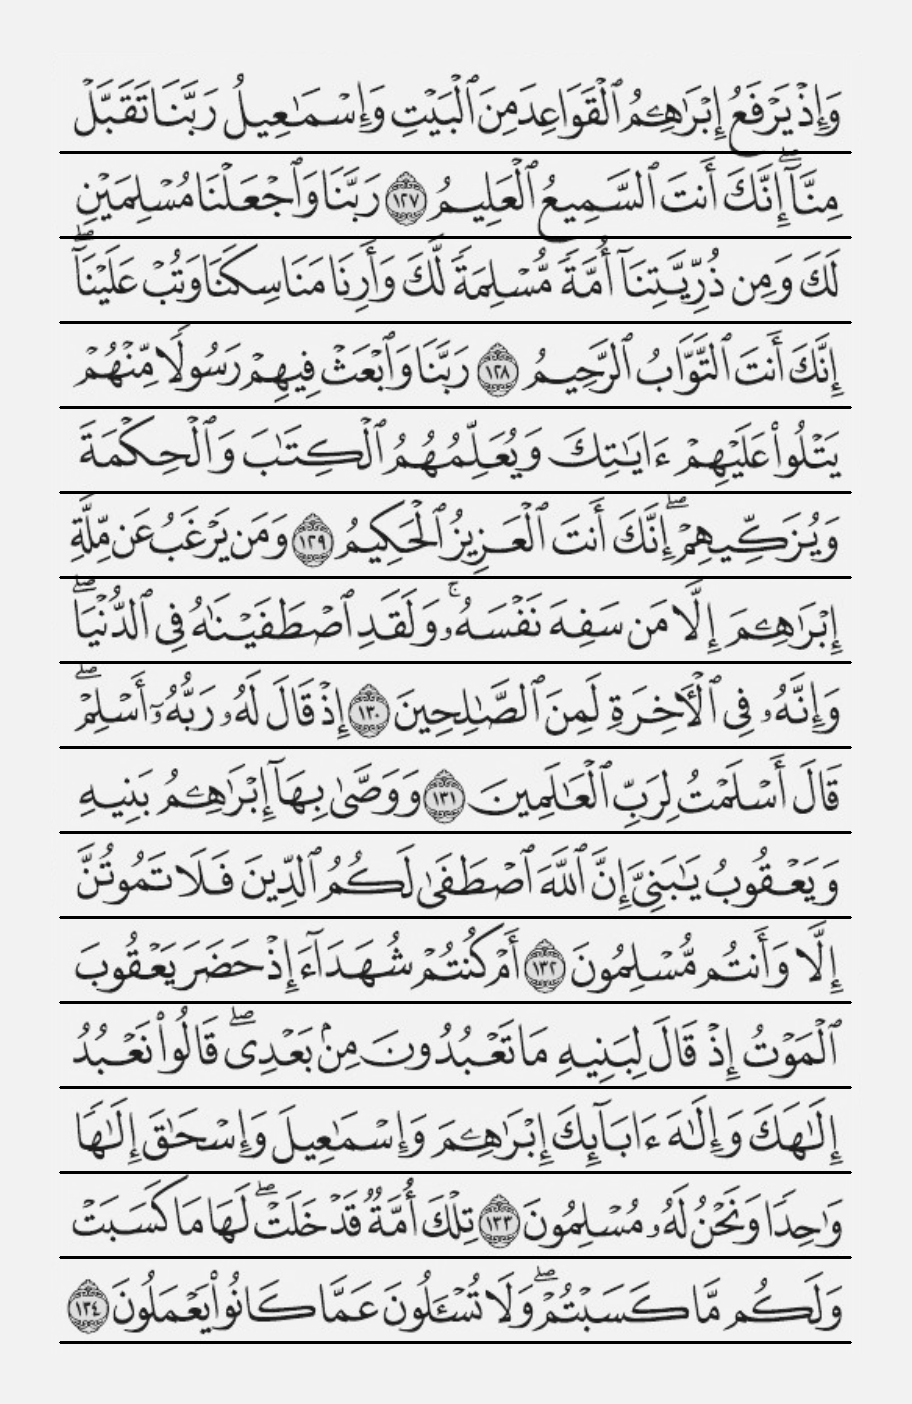 وَإِذْ يَرْفَعُ إِبْرَٰهِـۧمُ ٱلْقَوَاعِدَ مِنَ ٱلْبَيْتِ وَإِسْمَـٰعِيلُ رَبَّنَا تَقَبَّلْ
مِنَّآ ۖ إِنَّكَ أَنتَ ٱلسَّمِيعُ ٱلْعَلِيمُ ١٢٧ رَبَّنَا وَٱجْعَلْنَا مُسْلِمَيْنِ
لَكَ وَمِن ذُرِّيَّتِنَآ أُمَّةً مُّسْلِمَةً لَّكَ وَأَرِنَا مَنَاسِكَنَا وَتُبْ عَلَيْنَآ ۖ
إِنَّكَ أَنتَ ٱلتَّوَّابُ ٱلرَّحِيمُ ١٢٨ رَبَّنَا وَٱبْعَثْ فِيهِمْ رَسُولًا مِّنْهُمْ
يَتْلُوا۟ عَلَيْهِمْ ءَايَـٰتِكَ وَيُعَلِّمُهُمُ ٱلْكِتَـٰبَ وَٱلْحِكْمَةَ
وَيُزَكِّيهِمْ ۖ إِنَّكَ أَنتَ ٱلْعَزِيزُ ٱلْحَكِيمُ ١٢٩ وَمَن يَرْغَبُ عَن مِّلَّةِ
إِبْرَٰهِـۧمَ إِلَّا مَن سَفِهَ نَفْسَهُۥ ۚ وَلَقَدِ ٱصْطَفَيْنَـٰهُ فِى ٱلدُّنْيَا ۖ
وَإِنَّهُۥ فِى ٱلْـَٔاخِرَةِ لَمِنَ ٱلصَّـٰلِحِينَ ١٣٠ إِذْ قَالَ لَهُۥ رَبُّهُۥٓ أَسْلِمْ ۖ
قَالَ أَسْلَمْتُ لِرَبِّ ٱلْعَـٰلَمِينَ ١٣١ وَوَصَّىٰ بِهَآ إِبْرَٰهِـۧمُ بَنِيهِ
وَيَعْقُوبُ يَـٰبَنِىَّ إِنَّ ٱللَّهَ ٱصْطَفَىٰ لَكُمُ ٱلدِّينَ فَلَا تَمُوتُنَّ
إِلَّا وَأَنتُم مُّسْلِمُونَ ١٣٢ أَمْ كُنتُمْ شُهَدَآءَ إِذْ حَضَرَ يَعْقُوبَ
ٱلْمَوْتُ إِذْ قَالَ لِبَنِيهِ مَا تَعْبُدُونَ مِنۢ بَعْدِى ۖ قَالُوا۟ نَعْبُدُ
إِلَـٰهَكَ وَإِلَـٰهَ ءَابَآئِكَ إِبْرَٰهِـۧمَ وَإِسْمَـٰعِيلَ وَإِسْحَـٰقَ إِلَـٰهًا
وَٰحِدًا وَنَحْنُ لَهُۥ مُسْلِمُونَ ١٣٣ تِلْكَ أُمَّةٌ قَدْ خَلَتْ ۖ لَهَا مَا كَسَبَتْ
وَلَكُم مَّا كَسَبْتُمْ ۖ وَلَا تُسْـَٔلُونَ عَمَّا كَانُوا۟ يَعْمَلُونَ ١٣٤